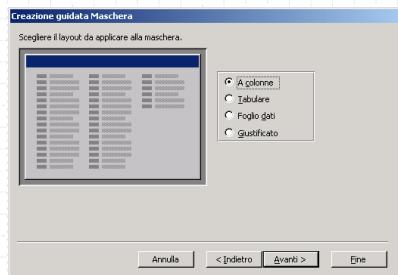 Creazione guidata Maschera
Scegliere il layout da applicare alla maschera.
A colonne
Tabulare
Foglio dati
Giustificato
Annulla
< Indietro
Avanti >
Fine